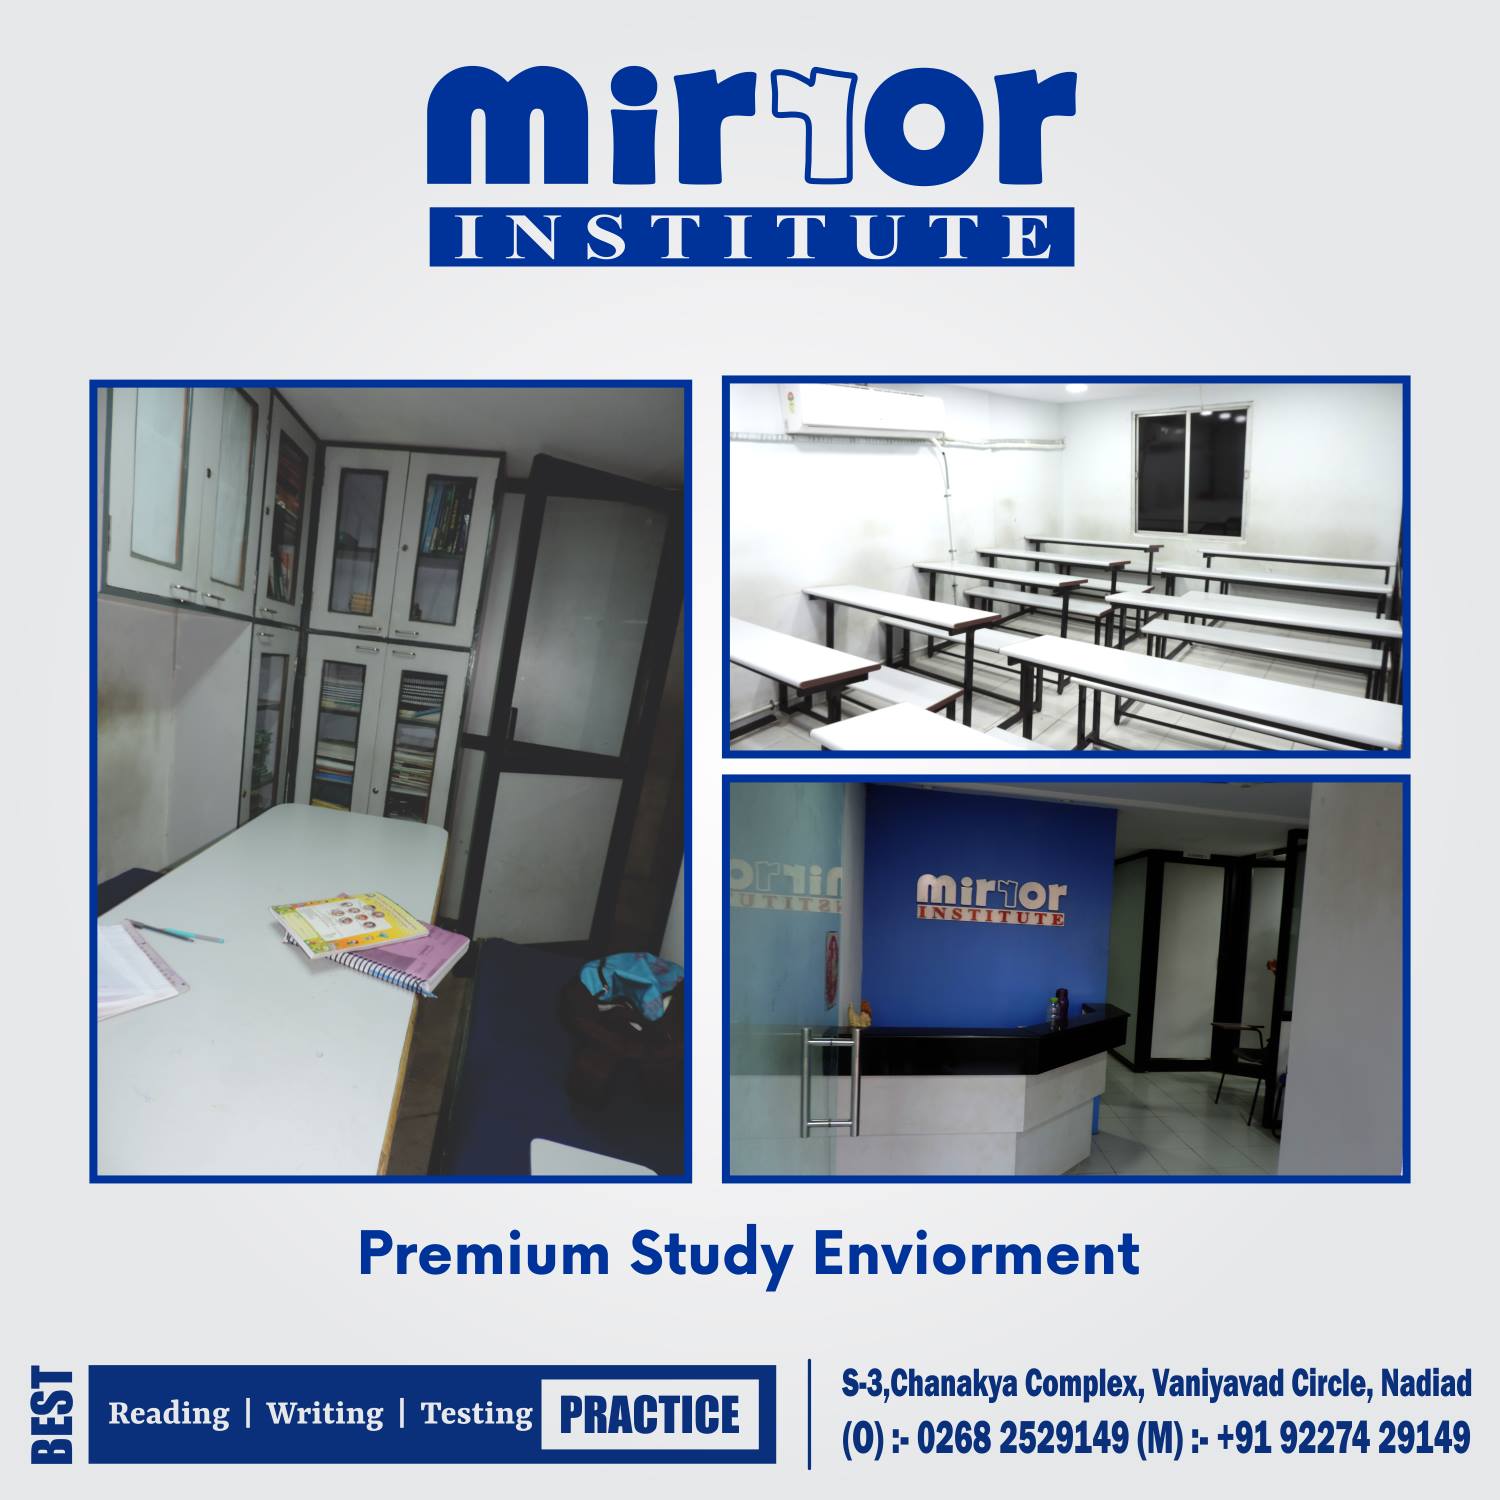 mirror
INSTITUTE
mirror
INSTITUTE
Premium Study Enviorment
BEST
Reading | Writing | Testing PRACTICE
S-3,Chanakya Complex, Vaniyavad Circle, Nadiad
(O) :- 0268 2529149 (M) :- +91 92274 29149